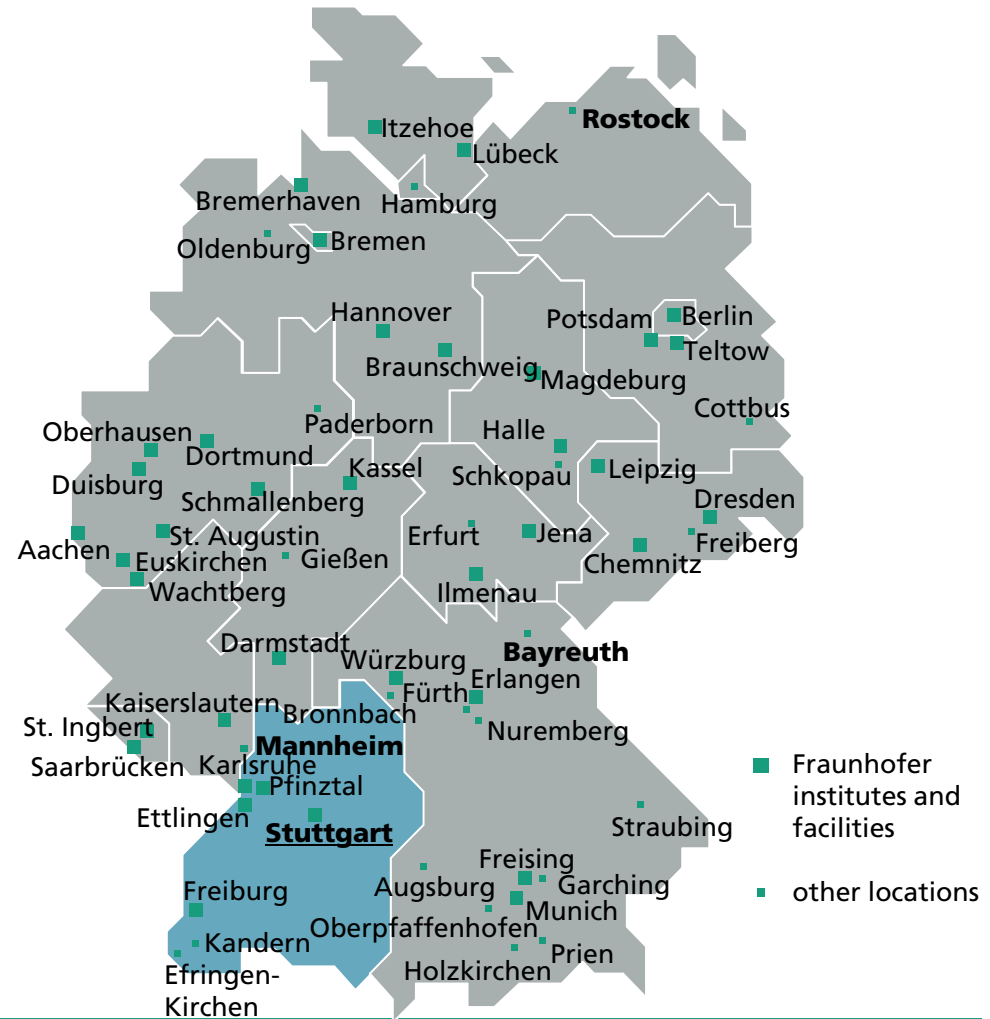 Rostock
Itzehoe
Lübeck
Bremerhaven
Hamburg
Oldenburg
Bremen
Hannover
Potsdam
Berlin
Teltow
Braunschweig
Magdeburg
Cottbus
Paderborn
Oberhausen
Halle
Dortmund
Kassel
Schkopau
Leipzig
Duisburg
Schmallenberg
Dresden
Aachen
St. Augustin
Erfurt
Jena
Freiberg
Euskirchen
Gießen
Chemnitz
Wachtberg
Ilmenau
Darmstadt
Würzburg
Bayreuth
Erlangen
Fürth
Kaiserslautern
Bronnbach
St. Ingbert
Nuremberg
Mannheim
Saarbrücken
Karlsruhe
Pfinztal
Fraunhofer
institutes and
facilities
Ettlingen
Stuttgart
Straubing
Freising
Augsburg
Garching
Freiburg
other locations
Munich
Oberpfaffenhofen
Kandern
Prien
Holzkirchen
Efringen-
Kirchen